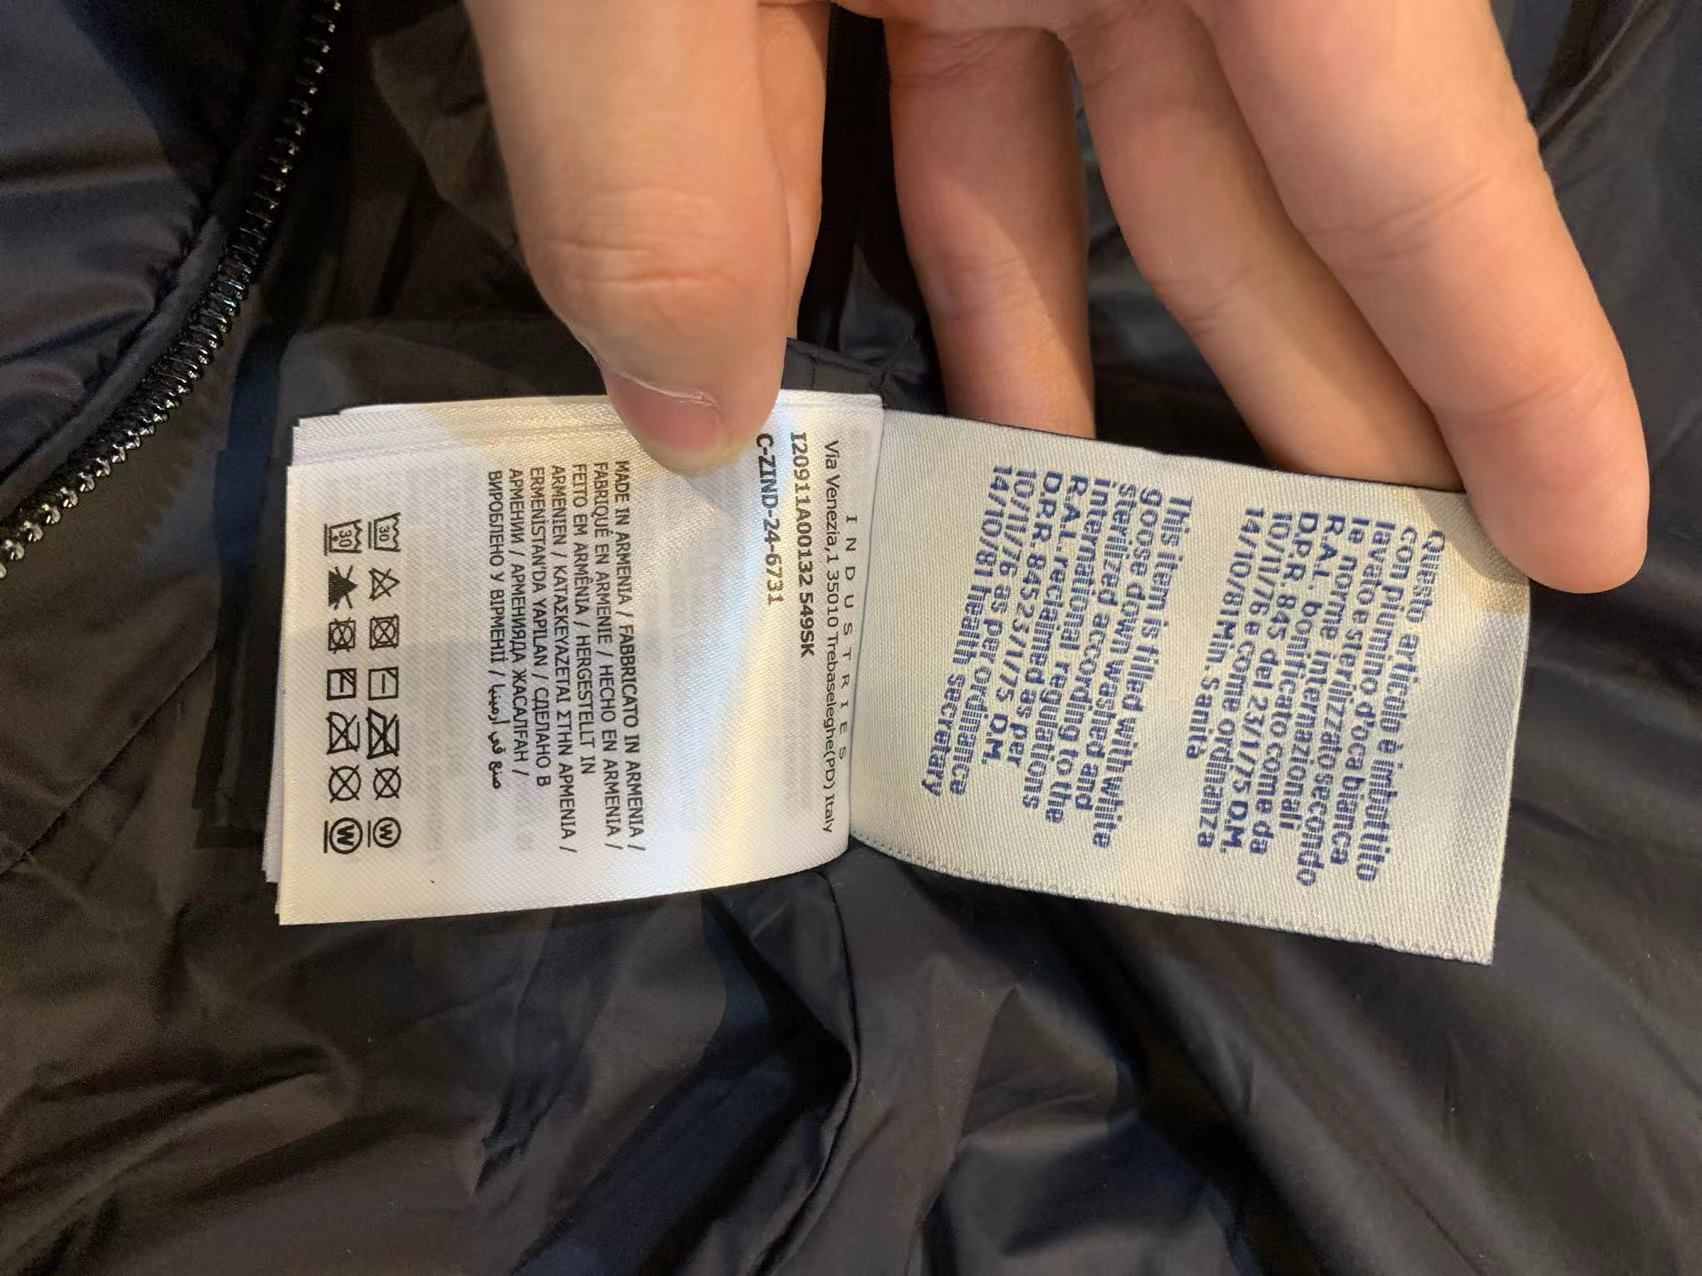 INDUSTRIES
Via Venezia,1 35010 Trebaseleghe(PD) Italy
I20911A00132 549SK
C-ZIND-24-6731
MADE IN ARMENIA / FABBRICATO IN ARMENIA /
FABRIQUÉ EN ARMENIE / HECHO EN ARMENIA /
FEITO EM ARMÊNIA / HERGESTELLT IN
ARMENIEN / ΚΑΤΑΣΚΕΥΑΖΕΤΑΙ ΣΤΗΝ ΑΡΜΕΝΙΑ /
ERMENİSTAN'DA YAPILAN / СДЕЛАНО В
АРМЕНИИ / АРМЕНИЯДА ЖАСАЛҒАН /
ВИРОБЛЕНО У ВІРМЕНІЇ / صنع في أرمينيا
30
W
30
W
Questo articolo è imbottito
con piumino d'oca bianca
lavato e sterilizzato secondo
le norme internazionali
R.A.L. bonificato come da
D.P.R. 845 del 23/1/75 D.M.
10/11/76 e come ordinanza
14/10/81 Min. Sanità
This item is filled with white
goose down washed and
sterilized according to the
international regulations
R.A.L. reclaimed as per
D.P.R. 845 23/1/75 D.M.
10/11/76 as per ordinance
14/10/81 health secretary